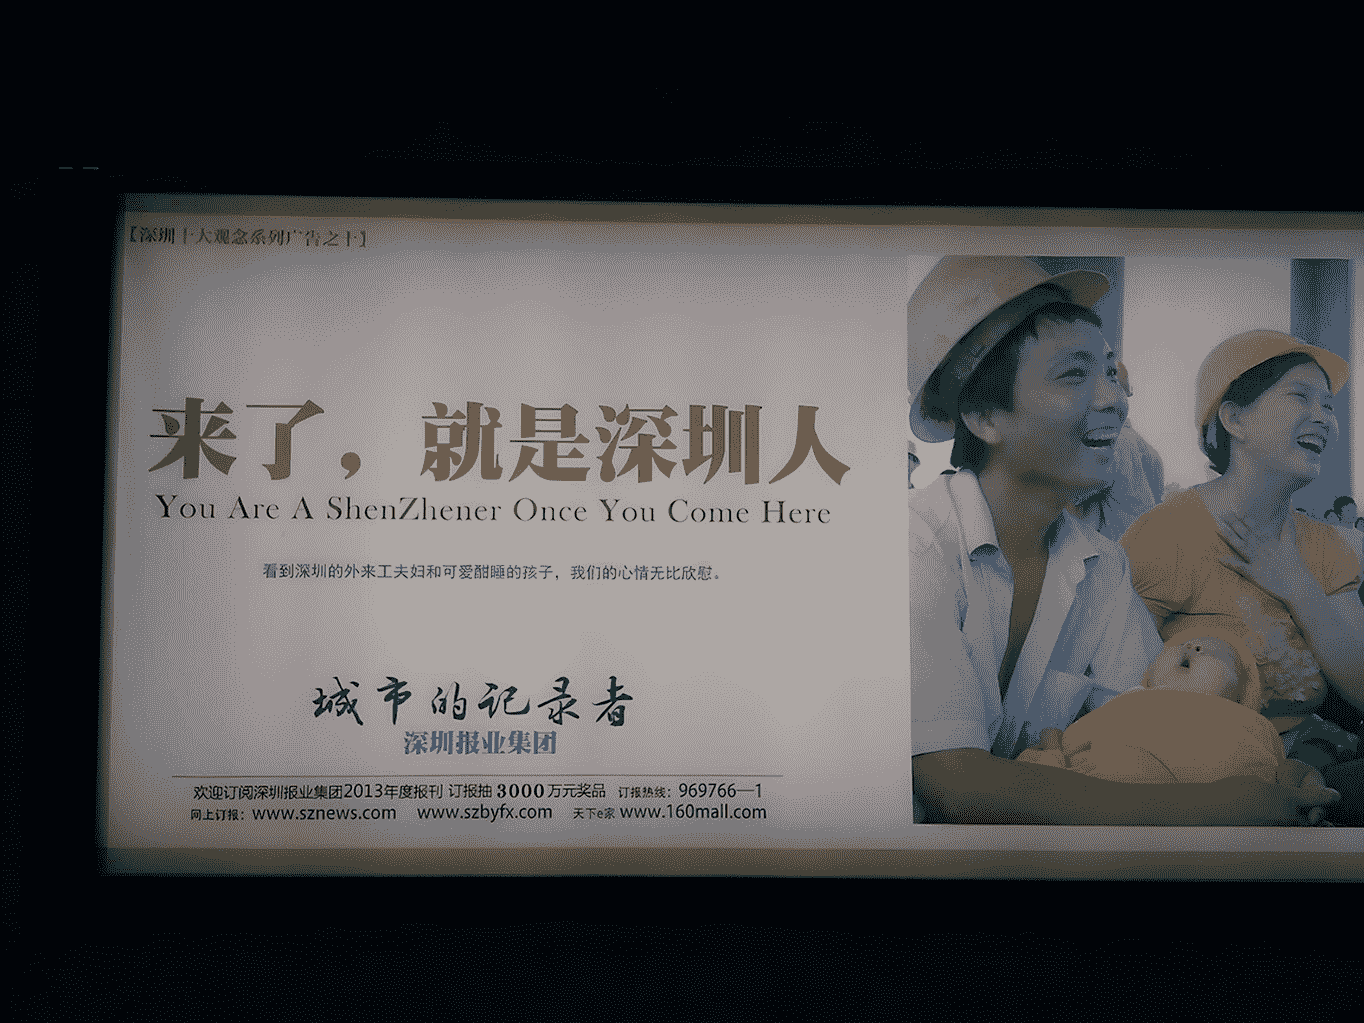 【深圳十大观念系列广告之十】
来了，就是深圳人
You Are A ShenZhener Once You Come Here
看到深圳的外来工夫妇和可爱酣睡的孩子，我们的心情无比欣慰。
城市的记录者
深圳报业集团
欢迎订阅深圳报业集团2013年度报刊 订报抽3000万元奖品 订报热线：969766—1
网上订报：www.sznews.com www.szbyfx.com 天下e家 www.160mall.com